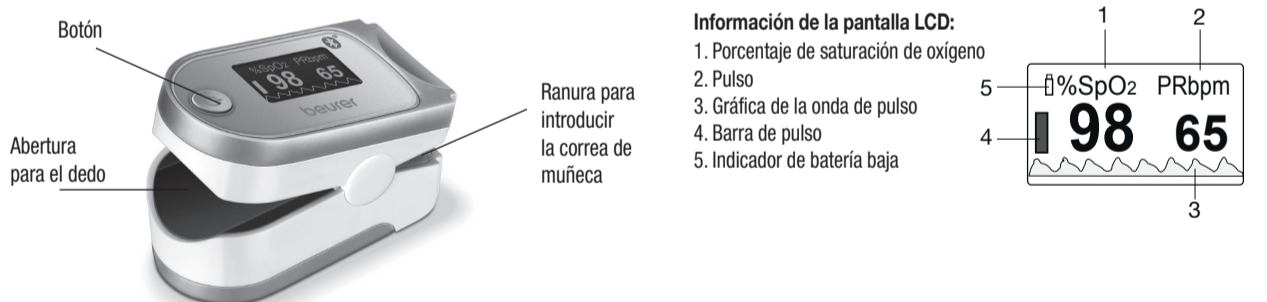 Botón
Abertura
para el dedo
%SpO2 PRbpm
98 65
beurer
Ranura para
introducir
la correa de
muñeca
Información de la pantalla LCD:
1. Porcentaje de saturación de oxígeno
2. Pulso
3. Gráfica de la onda de pulso
4. Barra de pulso
5. Indicador de batería baja
1 2
5 %SpO2 PRbpm
4 98 65
3